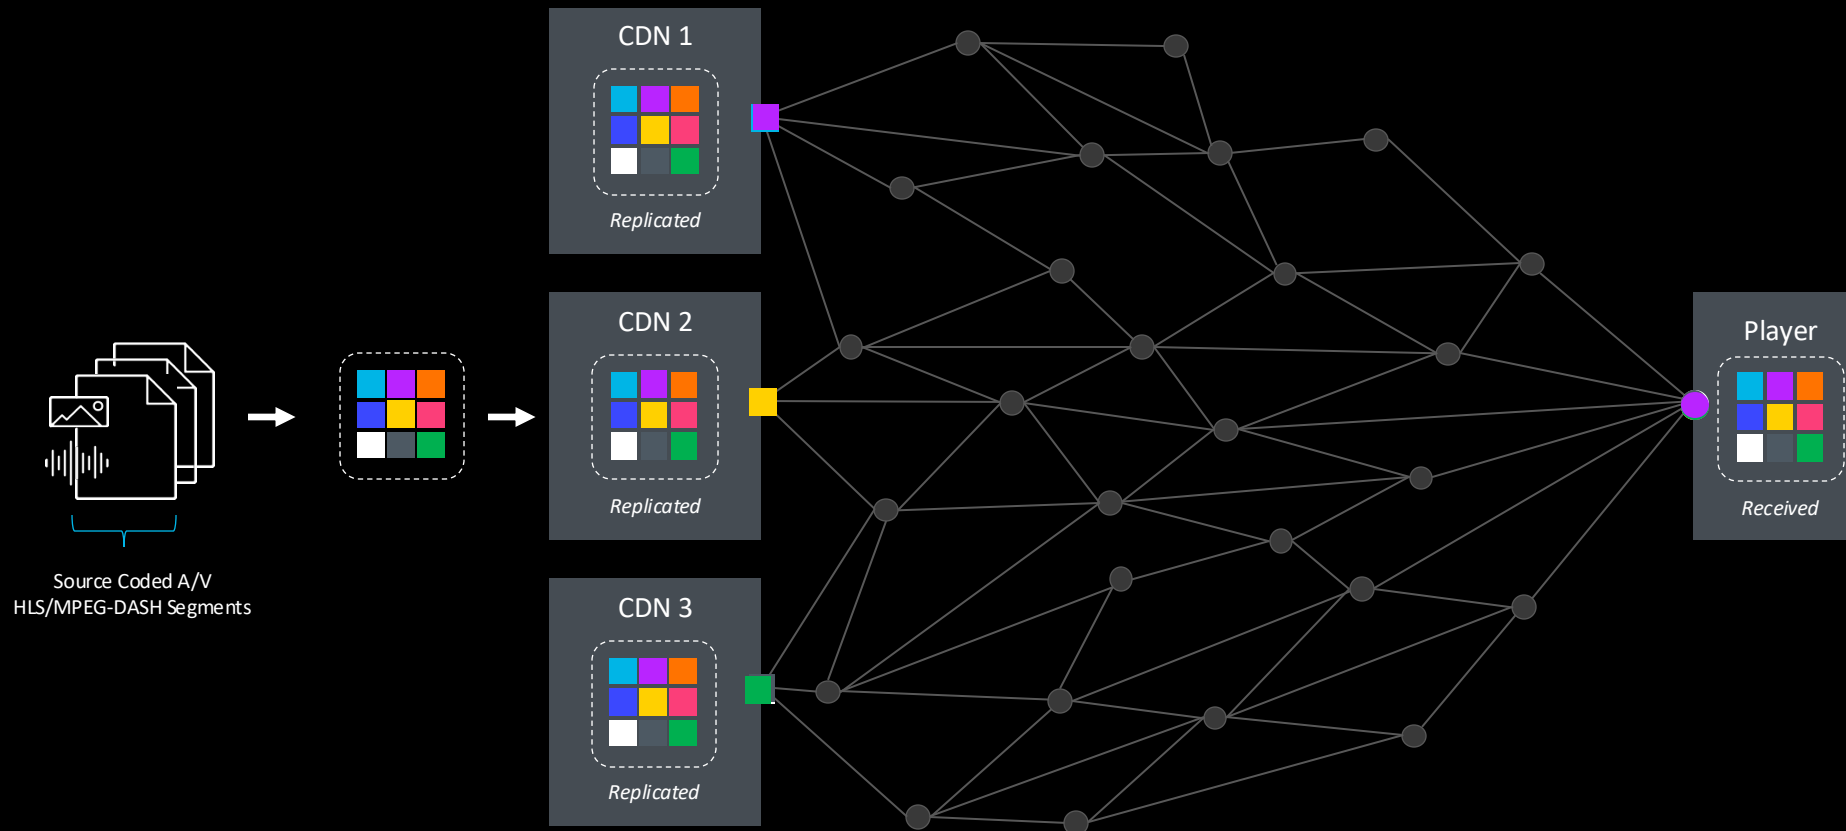 CDN 1
Replicated
CDN 2
Replicated
CDN 3
Replicated
Source Coded A/V
HLS/MPEG-DASH Segments
Player
Received